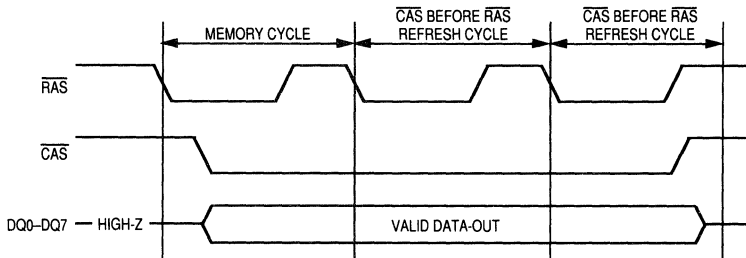 MEMORY CYCLE
CAS BEFORE RAS
REFRESH CYCLE
CAS BEFORE RAS
REFRESH CYCLE
RAS
CAS
DQ0–DQ7 HIGH-Z VALID DATA-OUT